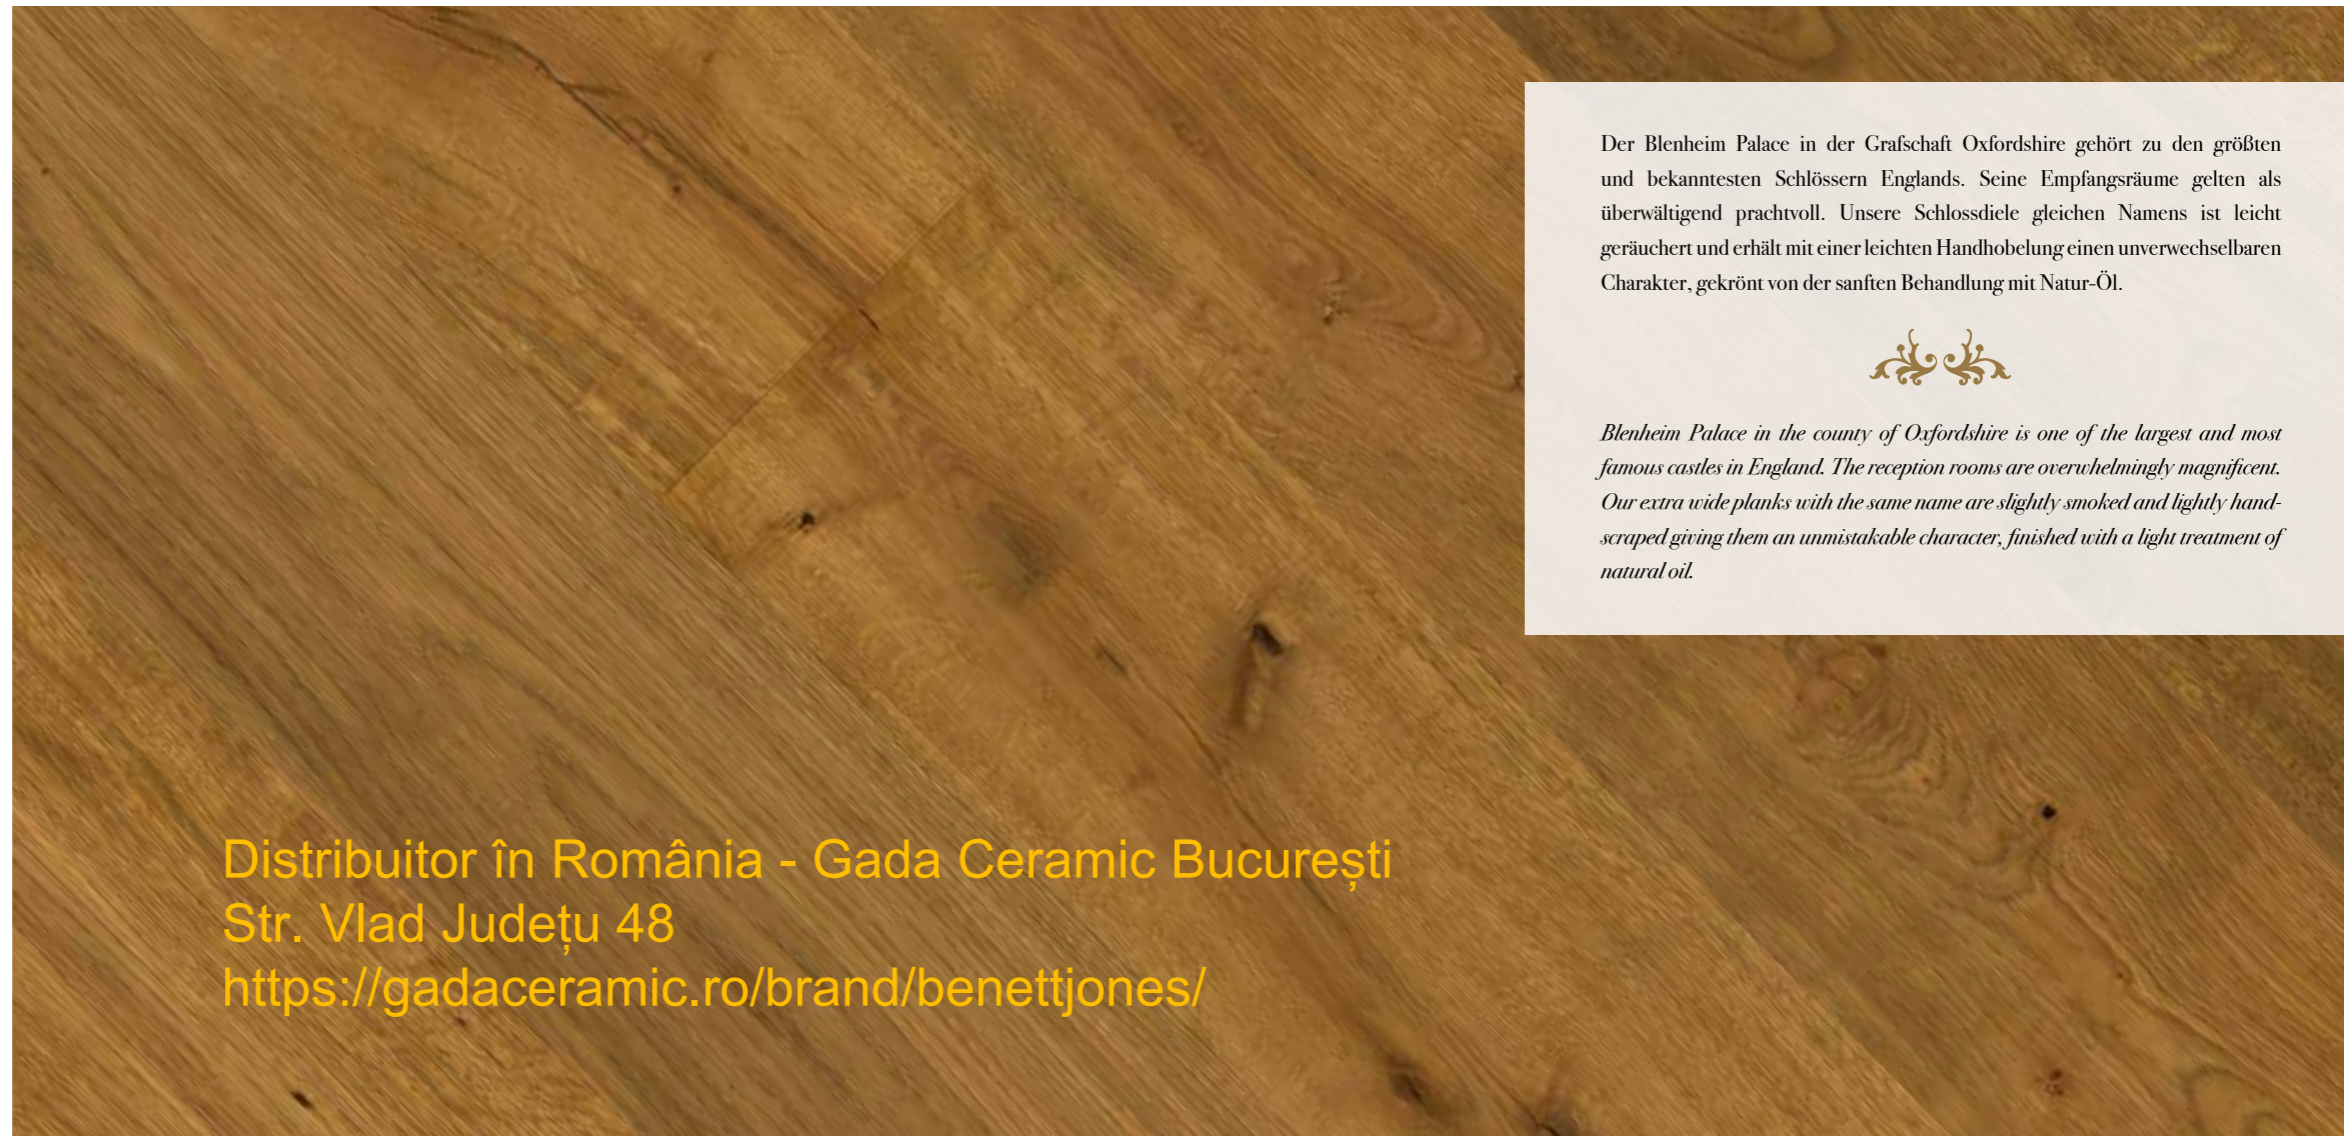 Der Blenheim Palace in der Grafschaft Oxfordshire gehört zu den größten
und bekanntesten Schlössern Englands. Seine Empfangsräume gelten als
überwältigend prachtvoll. Unsere Schlossdiele gleichen Namens ist leicht
geräuchert und erhält mit einer leichten Handhobelung einen unverwechselbaren
Charakter, gekrönt von der sanften Behandlung mit Natur-Öl.
Blenheim Palace in the county of Oxfordshire is one of the largest and most
famous castles in England. The reception rooms are overwhelmingly magnificent.
Our extra wide planks with the same name are slightly smoked and lightly hand-
scraped giving them an unmistakable character, finished with a light treatment of
natural oil.
Distribuitor în România - Gada Ceramic București
Str. Vlad Județu 48
https://gadaceramic.ro/brand/benettjones/